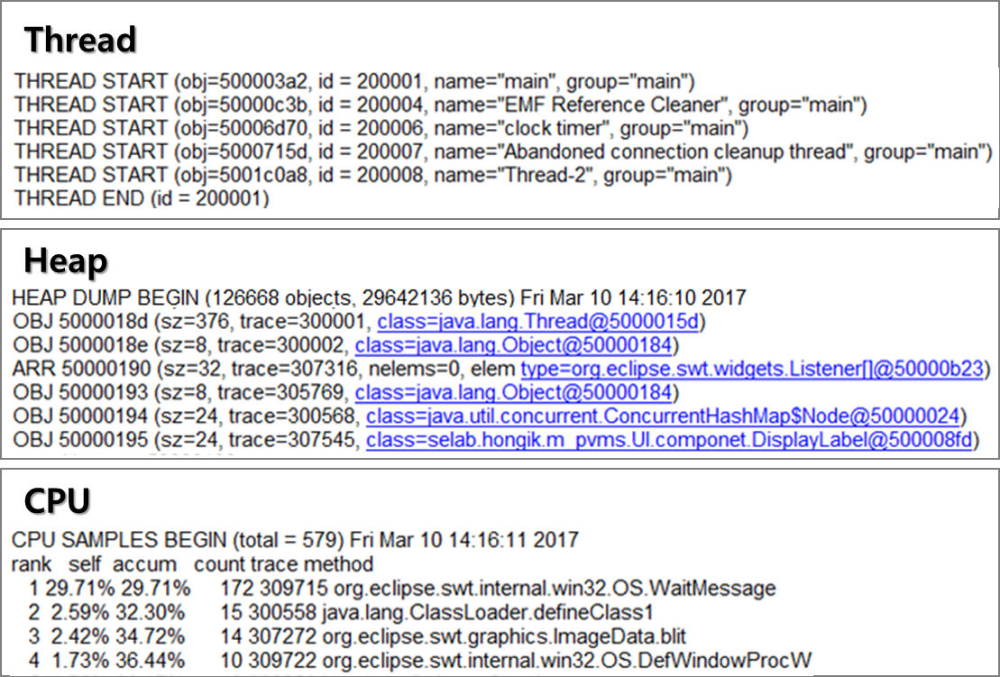 Thread
THREAD START (obj=500003a2, id = 200001, name="main", group="main")
THREAD START (obj=50000c3b, id = 200004, name="EMF Reference Cleaner", group="main")
THREAD START (obj=50006d70, id = 200006, name="clock timer", group="main")
THREAD START (obj=5000715d, id = 200007, name="Abandoned connection cleanup thread", group="main")
THREAD START (obj=5001c0a8, id = 200008, name="Thread-2", group="main")
THREAD END (id = 200001)
Heap
HEAP DUMP BEGIN (126668 objects, 29642136 bytes) Fri Mar 10 14:16:10 2017
OBJ 5000018d (sz=376, trace=300001, class=java.lang.Thread@5000015d)
OBJ 5000018e (sz=8, trace=300002, class=java.lang.Object@50000184)
ARR 50000190 (sz=32, trace=307316, nelems=0, elem type=org.eclipse.swt.widgets.Listener[]@50000b23)
OBJ 50000193 (sz=8, trace=305769, class=java.lang.Object@50000184)
OBJ 50000194 (sz=24, trace=300568, class=java.util.concurrent.ConcurrentHashMap$Node@50000024)
OBJ 50000195 (sz=24, trace=307545, class=selab.hongik.m_pvms.UI.componet.DisplayLabel@500008fd)
CPU
CPU SAMPLES BEGIN (total = 579) Fri Mar 10 14:16:11 2017
rank self accum count trace method
1 29.71% 29.71% 172 309715 org.eclipse.swt.internal.win32.OS.WaitMessage
2 2.59% 32.30% 15 300558 java.lang.ClassLoader.defineClass1
3 2.42% 34.72% 14 307272 org.eclipse.swt.graphics.ImageData.blit
4 1.73% 36.44% 10 309722 org.eclipse.swt.internal.win32.OS.DefWindowProcW